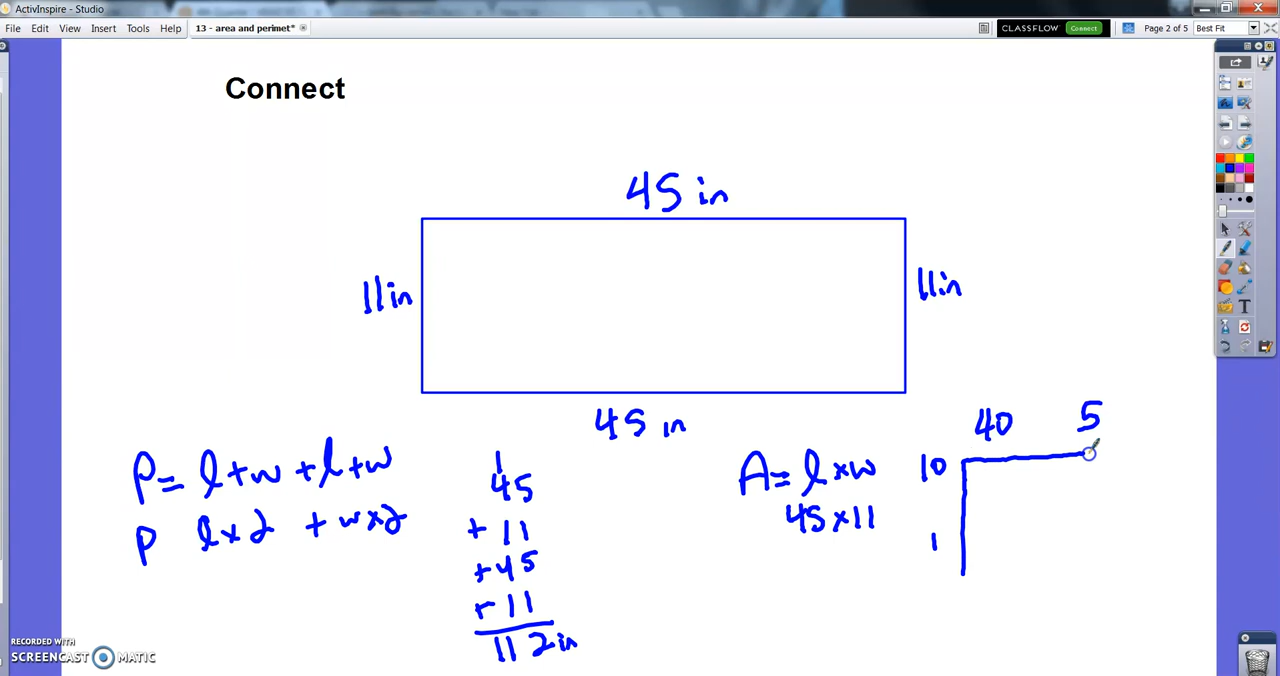 ActivInspire - Studio
File Edit View Insert Tools Help 13 - area and perimet* CLASSFLOW Connect Page 2 of 5 Best Fit
Connect
45 in
11in
11in
45 in
P= l+w+l+w
P l×2 + w×2
1
45
+ 11
+45
+ 11
112in
A= l×w
45×11
40 5
10
1
T
RECORDED WITH
SCREENCAST MATIC